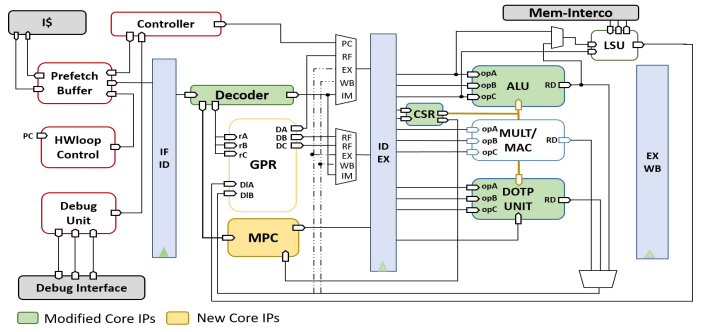 I$
Controller
Mem-Interco
Prefetch
Buffer
PC
RF
EX
WB
IM
LSU
ALU
opA
opB
opC
RD
Decoder
CSR
HWloop
Control
PC
IF
ID
rA
rB
rC
GPR
DA
DB
DC
DIA
DIB
RF
RF
EX
WB
IM
ID
EX
opA
opB
opC
MULT/
MAC
RD
EX
WB
Debug
Unit
MPC
opA
opB
opC
DOTP
UNIT
RD
Debug Interface
Modified Core IPs
New Core IPs